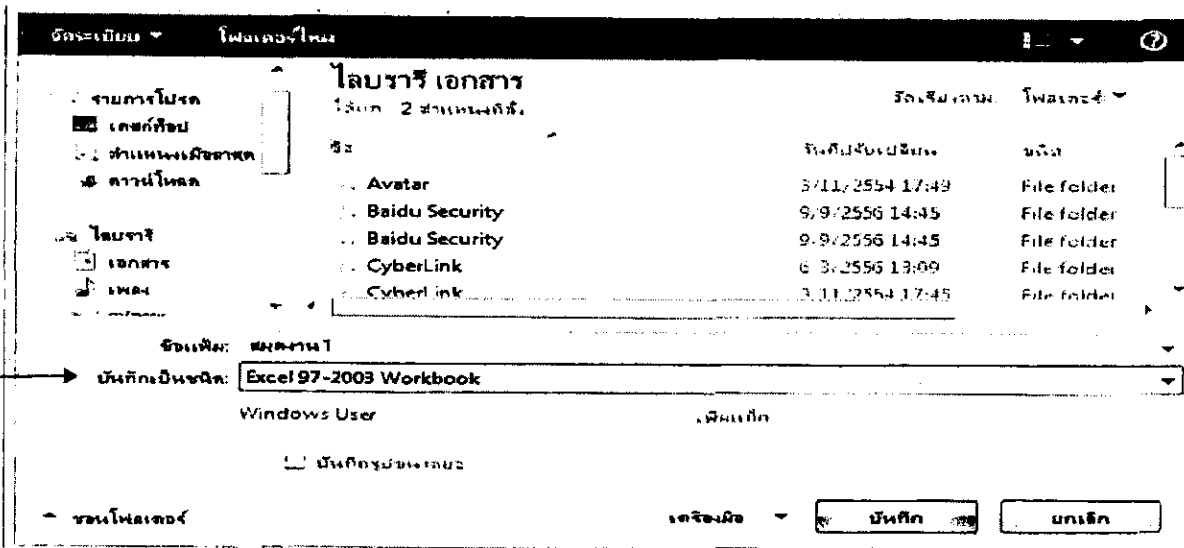 จัดระเบียบ โฟลเดอร์ใหม่
รายการโปรด
เดสก์ท็อป
ตำแหน่งเมื่อล่าสุด
ดาวน์โหลด
ไลบรารี
เอกสาร
เพลง
ไลบรารี เอกสาร
2 ตำแหน่งที่ตั้ง
จัดเรียงตาม: โฟลเดอร์
ชื่อ วันที่ปรับเปลี่ยน ชนิด
Avatar 3/11/2554 17:49 File folder
Baidu Security 9/9/2556 14:45 File folder
Baidu Security 9/9/2556 14:45 File folder
CyberLink 6/3/2556 13:09 File folder
CyberLink 3/11/2554 17:45 File folder
ชื่อแฟ้ม: สมุดงาน1
บันทึกเป็นชนิด: Excel 97-2003 Workbook
Windows User เพิ่มแท็ก
บันทึกรูปขนาดย่อ
ซ่อนโฟลเดอร์ เครื่องมือ บันทึก ยกเลิก